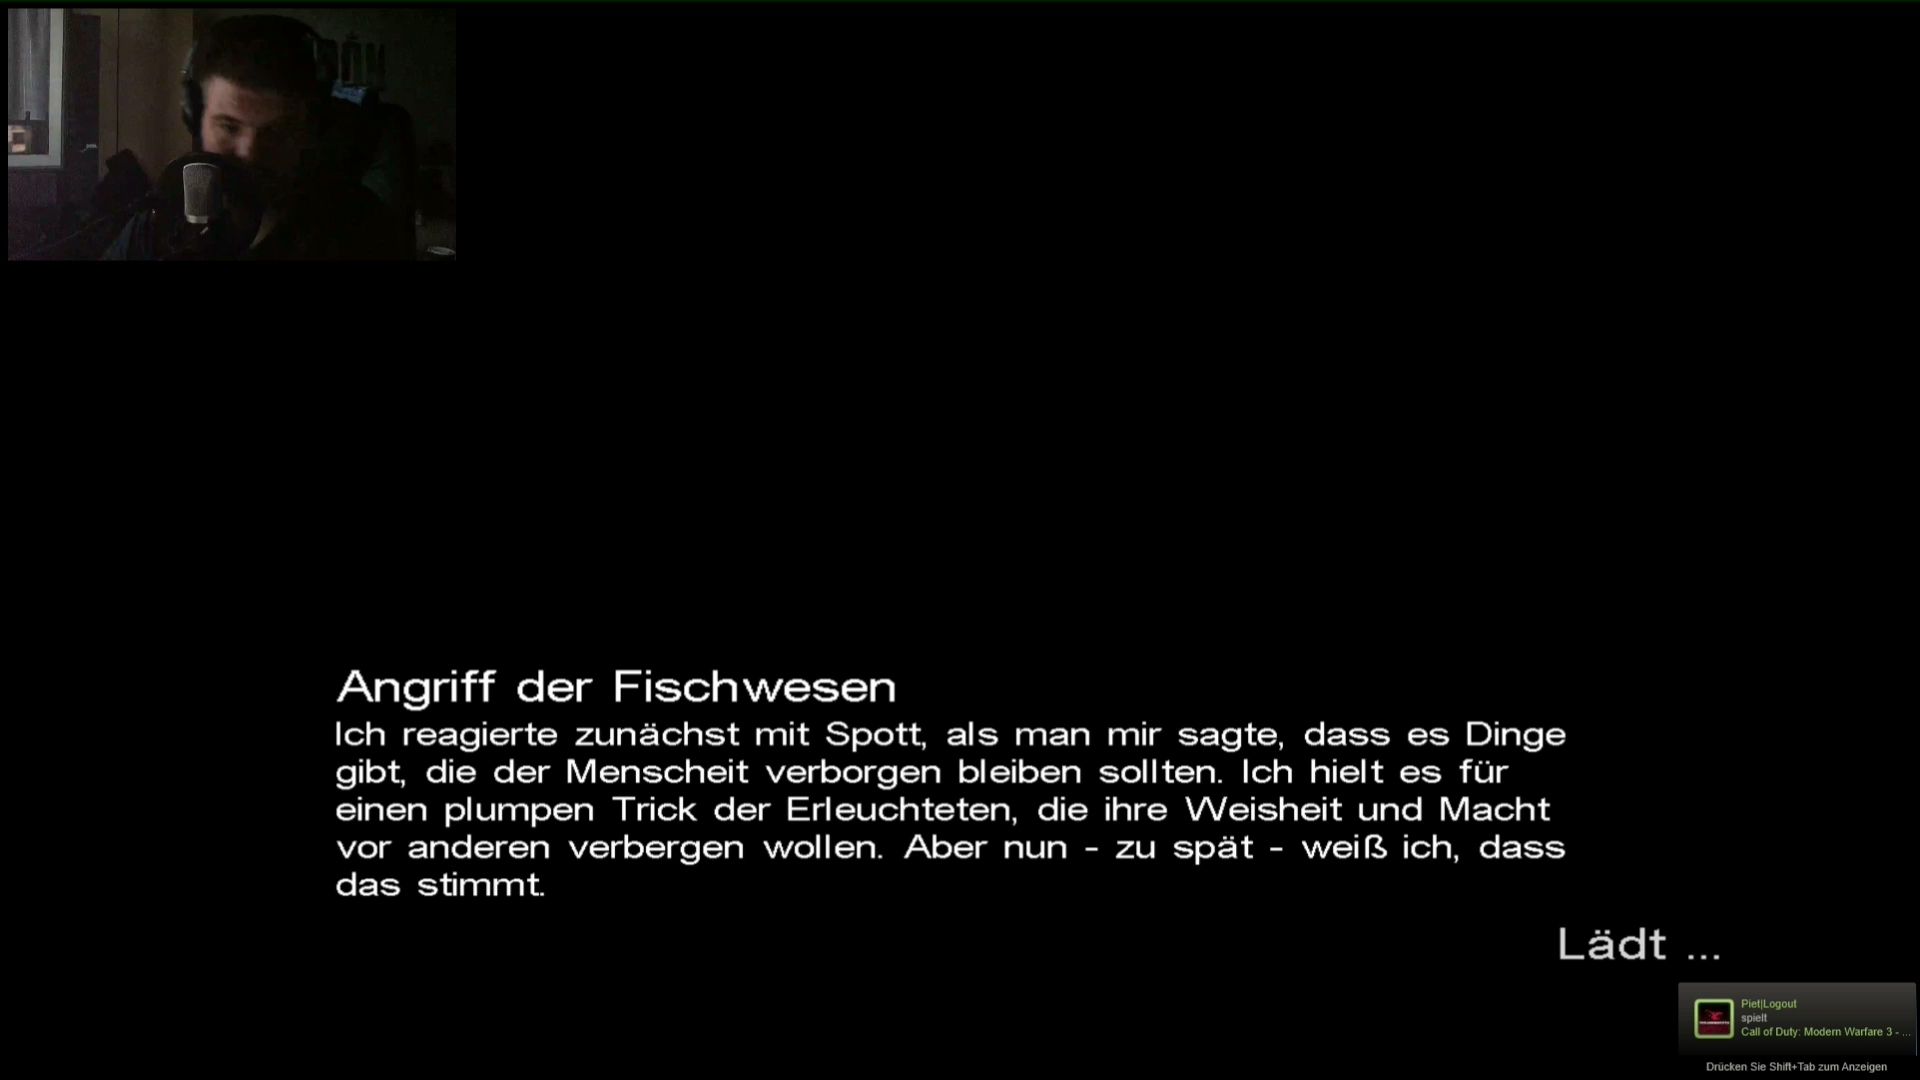 Angriff der Fischwesen
Ich reagierte zunächst mit Spott, als man mir sagte, dass es Dinge
gibt, die der Menscheit verborgen bleiben sollten. Ich hielt es für
einen plumpen Trick der Erleuchteten, die ihre Weisheit und Macht
vor anderen verbergen wollen. Aber nun - zu spät - weiß ich, dass
das stimmt.
Lädt ...
Piet|Logout
spielt
Call of Duty: Modern Warfare 3 - ...
Drücken Sie Shift+Tab zum Anzeigen